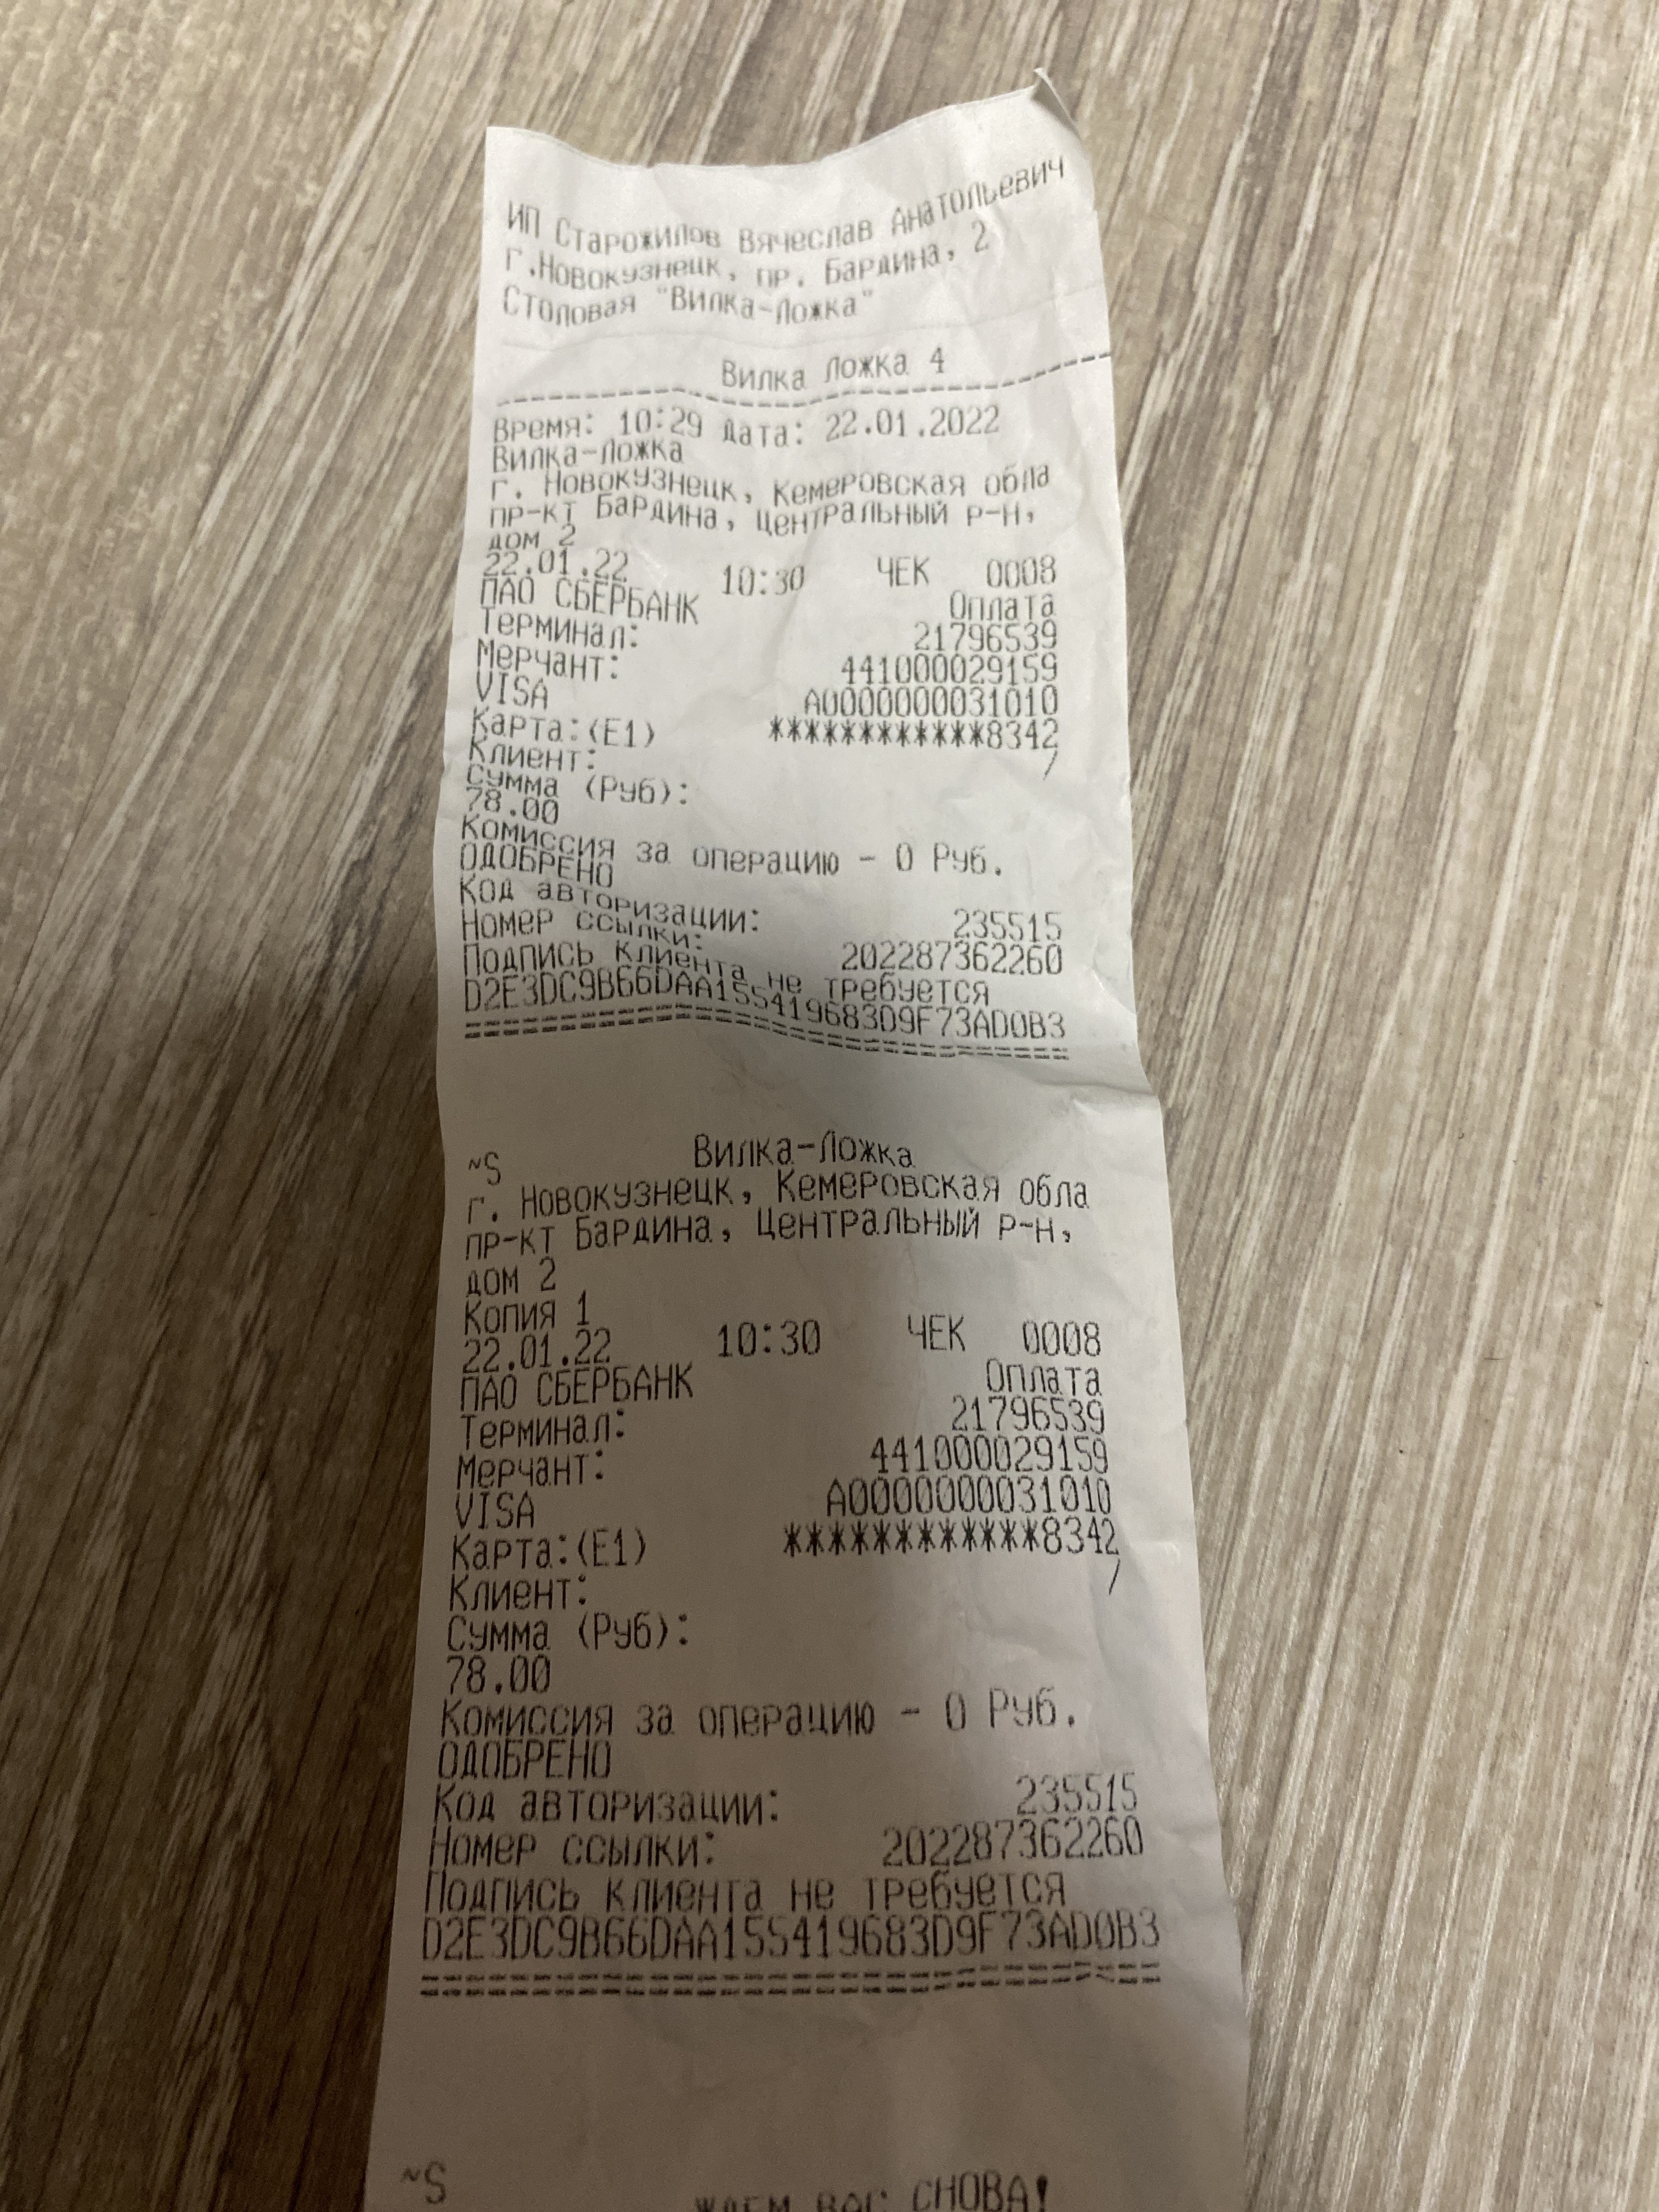 ИП Старожилов Вячеслав Анатольевич
г.Новокузнецк, пр. Бардина, 2
Столовая "Вилка-Ложка"
Вилка Ложка 4
Время: 10:29 Дата: 22.01.2022
Вилка-Ложка
г. Новокузнецк, Кемеровская обла
пр-кт Бардина, Центральный р-н,
дом 2
22.01.22 10:30 ЧЕК 0008
ПАО СБЕРБАНК Оплата
Терминал: 21796539
Мерчант: 441000029159
VISA A0000000031010
Карта:(E1) ************8342
Клиент: /
Сумма (Руб):
78.00
Комиссия за операцию - 0 Руб.
ОДОБРЕНО
Код авторизации: 235515
Номер ссылки: 202287362260
Подпись клиента не требуется
D2E3DC9B66DAA155419683D9F73AD0B3
================================
~S Вилка-Ложка
г. Новокузнецк, Кемеровская обла
пр-кт Бардина, Центральный р-н,
дом 2
Копия 1
22.01.22 10:30 ЧЕК 0008
ПАО СБЕРБАНК Оплата
Терминал: 21796539
Мерчант: 441000029159
VISA A0000000031010
Карта:(E1) ************8342
Клиент: /
Сумма (Руб):
78.00
Комиссия за операцию - 0 Руб.
ОДОБРЕНО
Код авторизации: 235515
Номер ссылки: 202287362260
Подпись клиента не требуется
D2E3DC9B66DAA155419683D9F73AD0B3
================================
~S ЖДЕМ ВАС СНОВА!